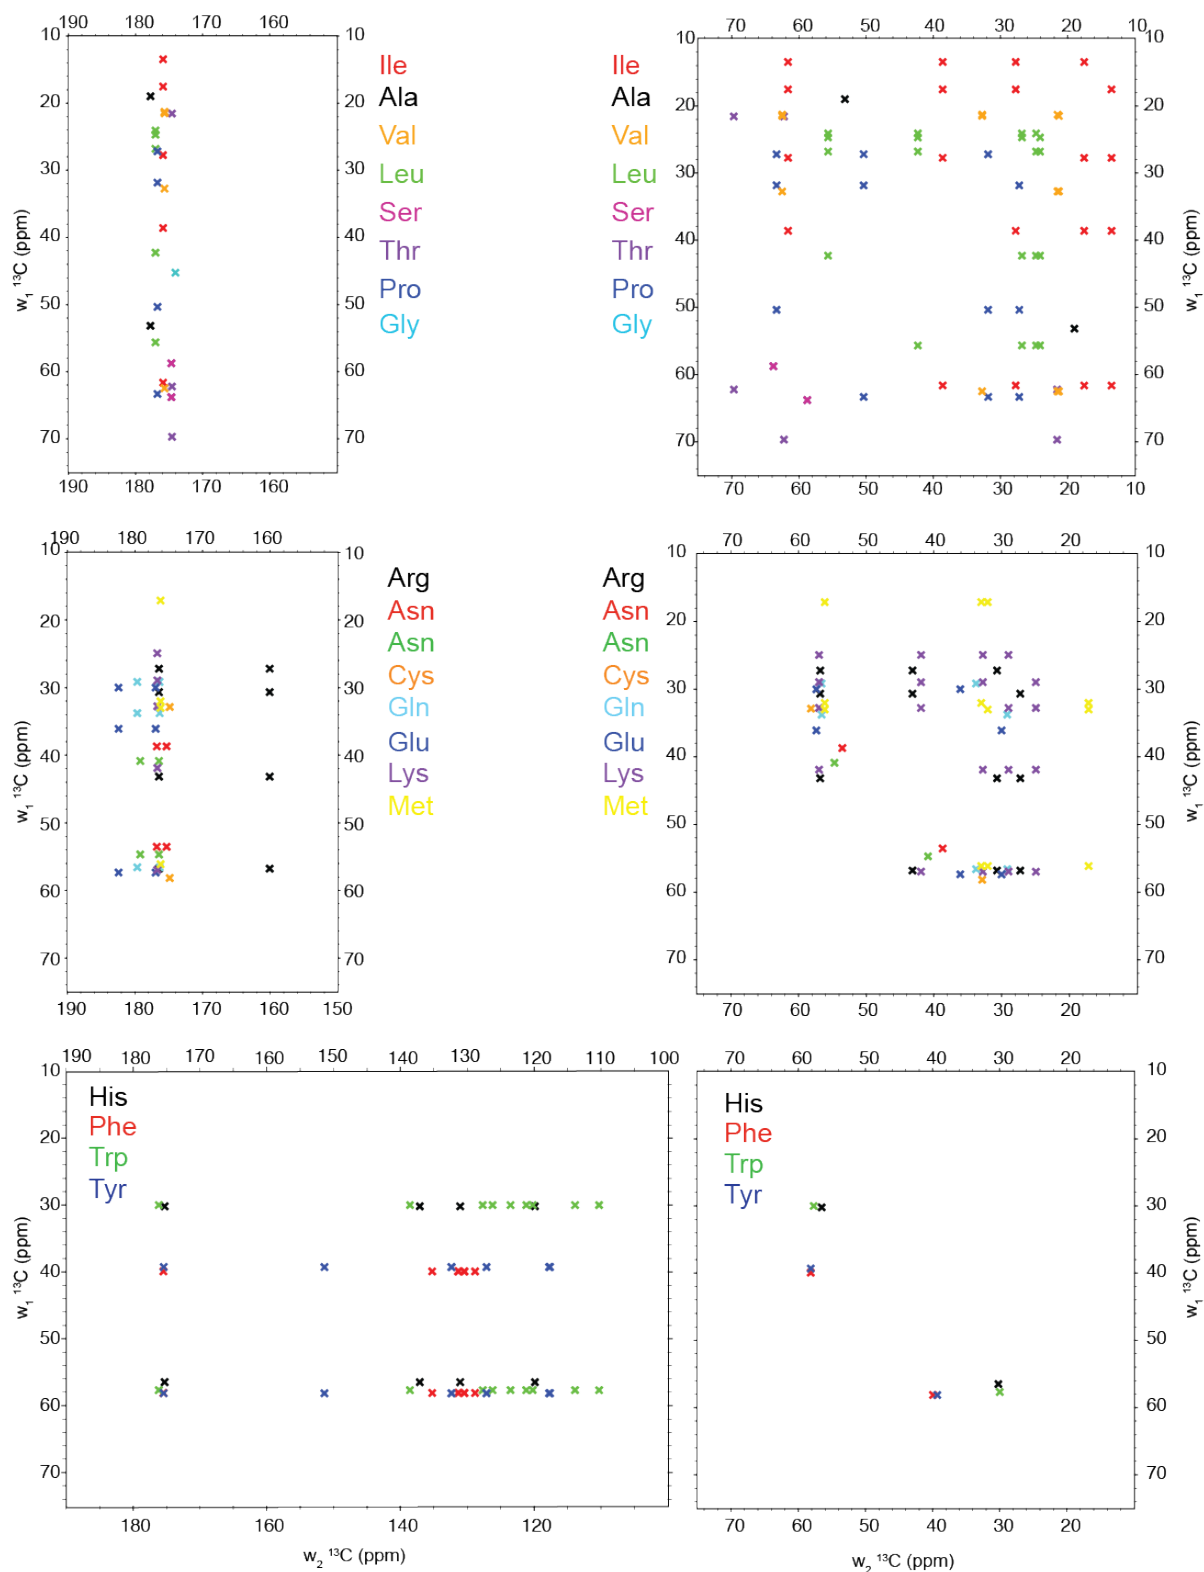 190 180 170 160
10 10
20 20
30 30
40 40
50 50
60 60
70 70
190 180 170 160
w1 13C (ppm)
Ile
Ala
Val
Leu
Ser
Thr
Pro
Gly
Ile
Ala
Val
Leu
Ser
Thr
Pro
Gly
70 60 50 40 30 20 10
10 10
20 20
30 30
40 40
50 50
60 60
70 70
70 60 50 40 30 20 10
w1 13C (ppm)
190 180 170 160
10 10
20 20
30 30
40 40
50 50
60 60
70 70
190 180 170 160 150
w1 13C (ppm)
Arg
Asn
Asn
Cys
Gln
Glu
Lys
Met
Arg
Asn
Asn
Cys
Gln
Glu
Lys
Met
70 60 50 40 30 20
10 10
20 20
30 30
40 40
50 50
60 60
70 70
70 60 50 40 30 20
w1 13C (ppm)
190 180 170 160 150 140 130 120 110 100
10
20
30
40
50
60
70
180 160 140 120
w1 13C (ppm)
w2 13C (ppm)
His
Phe
Trp
Tyr
70 60 50 40 30 20
10
20
30
40
50
60
70
70 60 50 40 30 20
w1 13C (ppm)
w2 13C (ppm)
His
Phe
Trp
Tyr